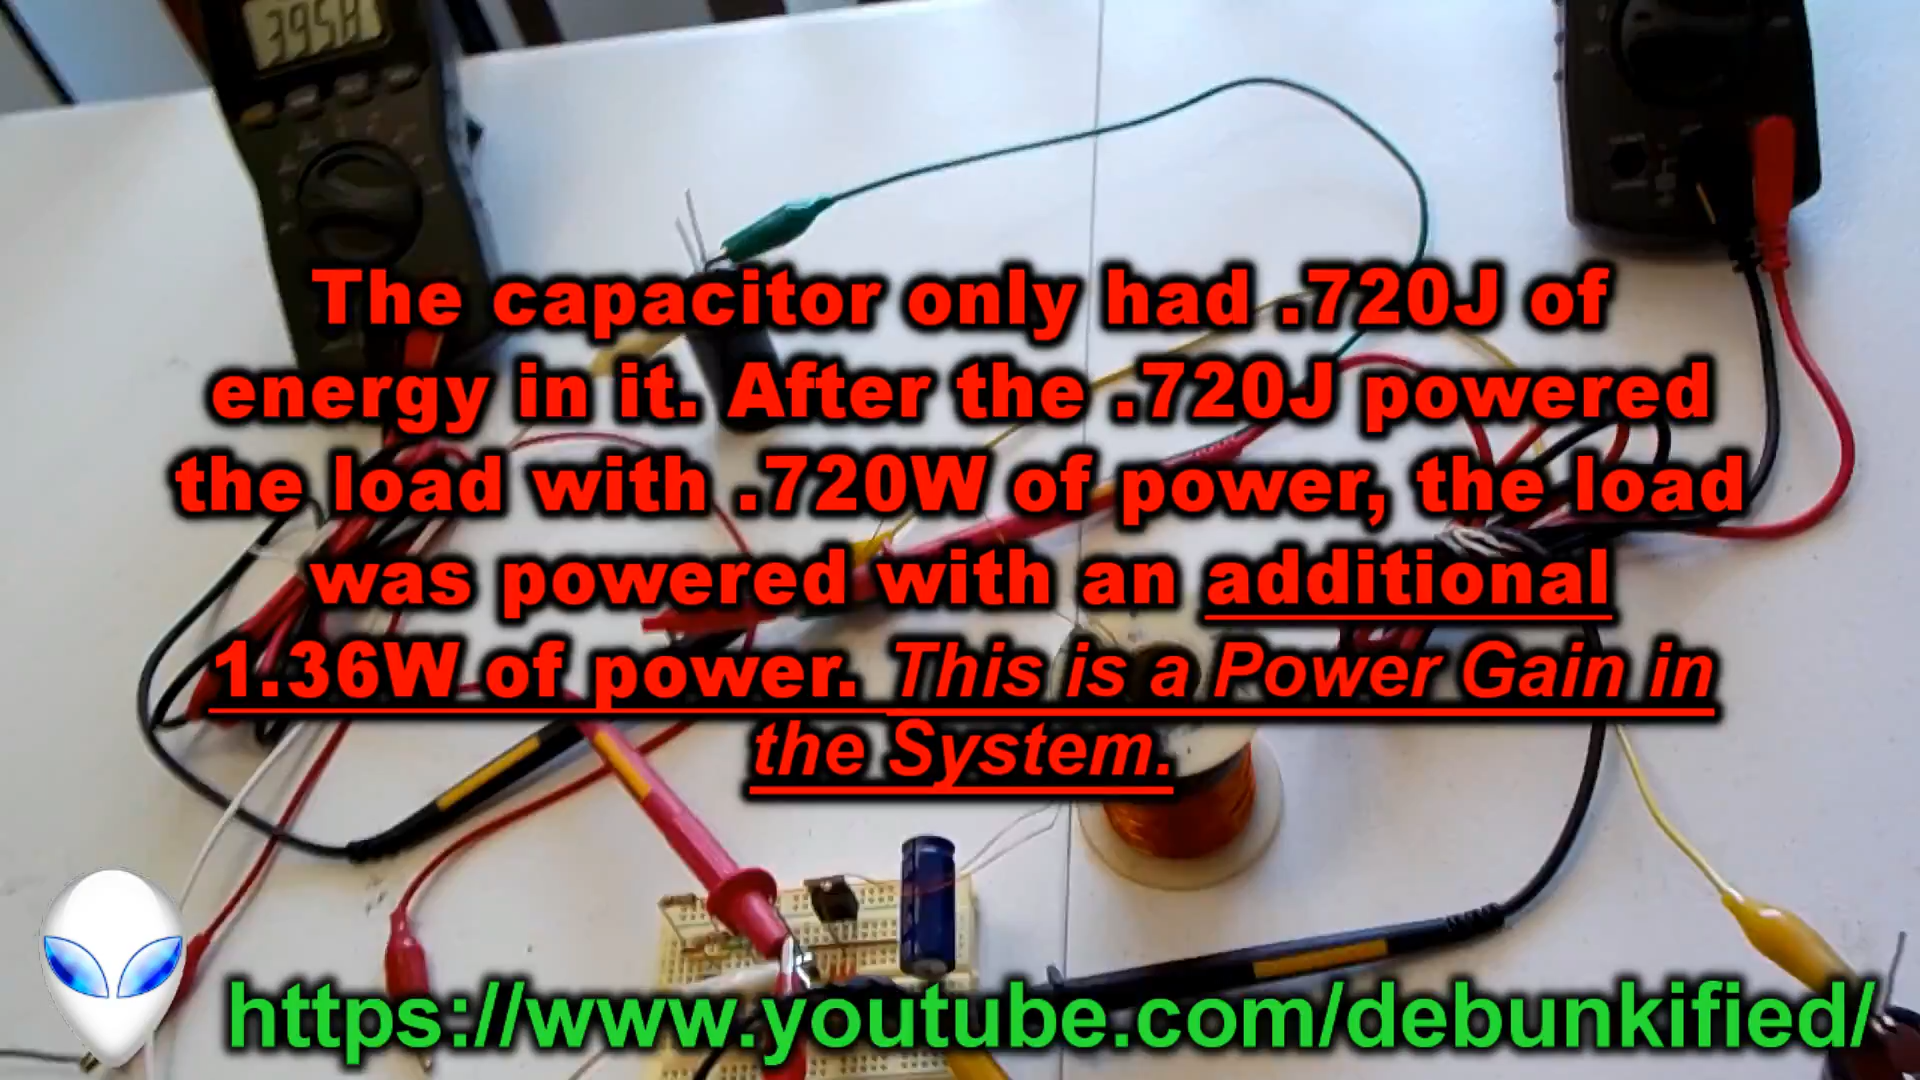 395.8
The capacitor only had .720J of
energy in it. After the .720J powered
the load with .720W of power, the load
was powered with an additional
1.36W of power. This is a Power Gain in
the System.
https://www.youtube.com/debunkified/